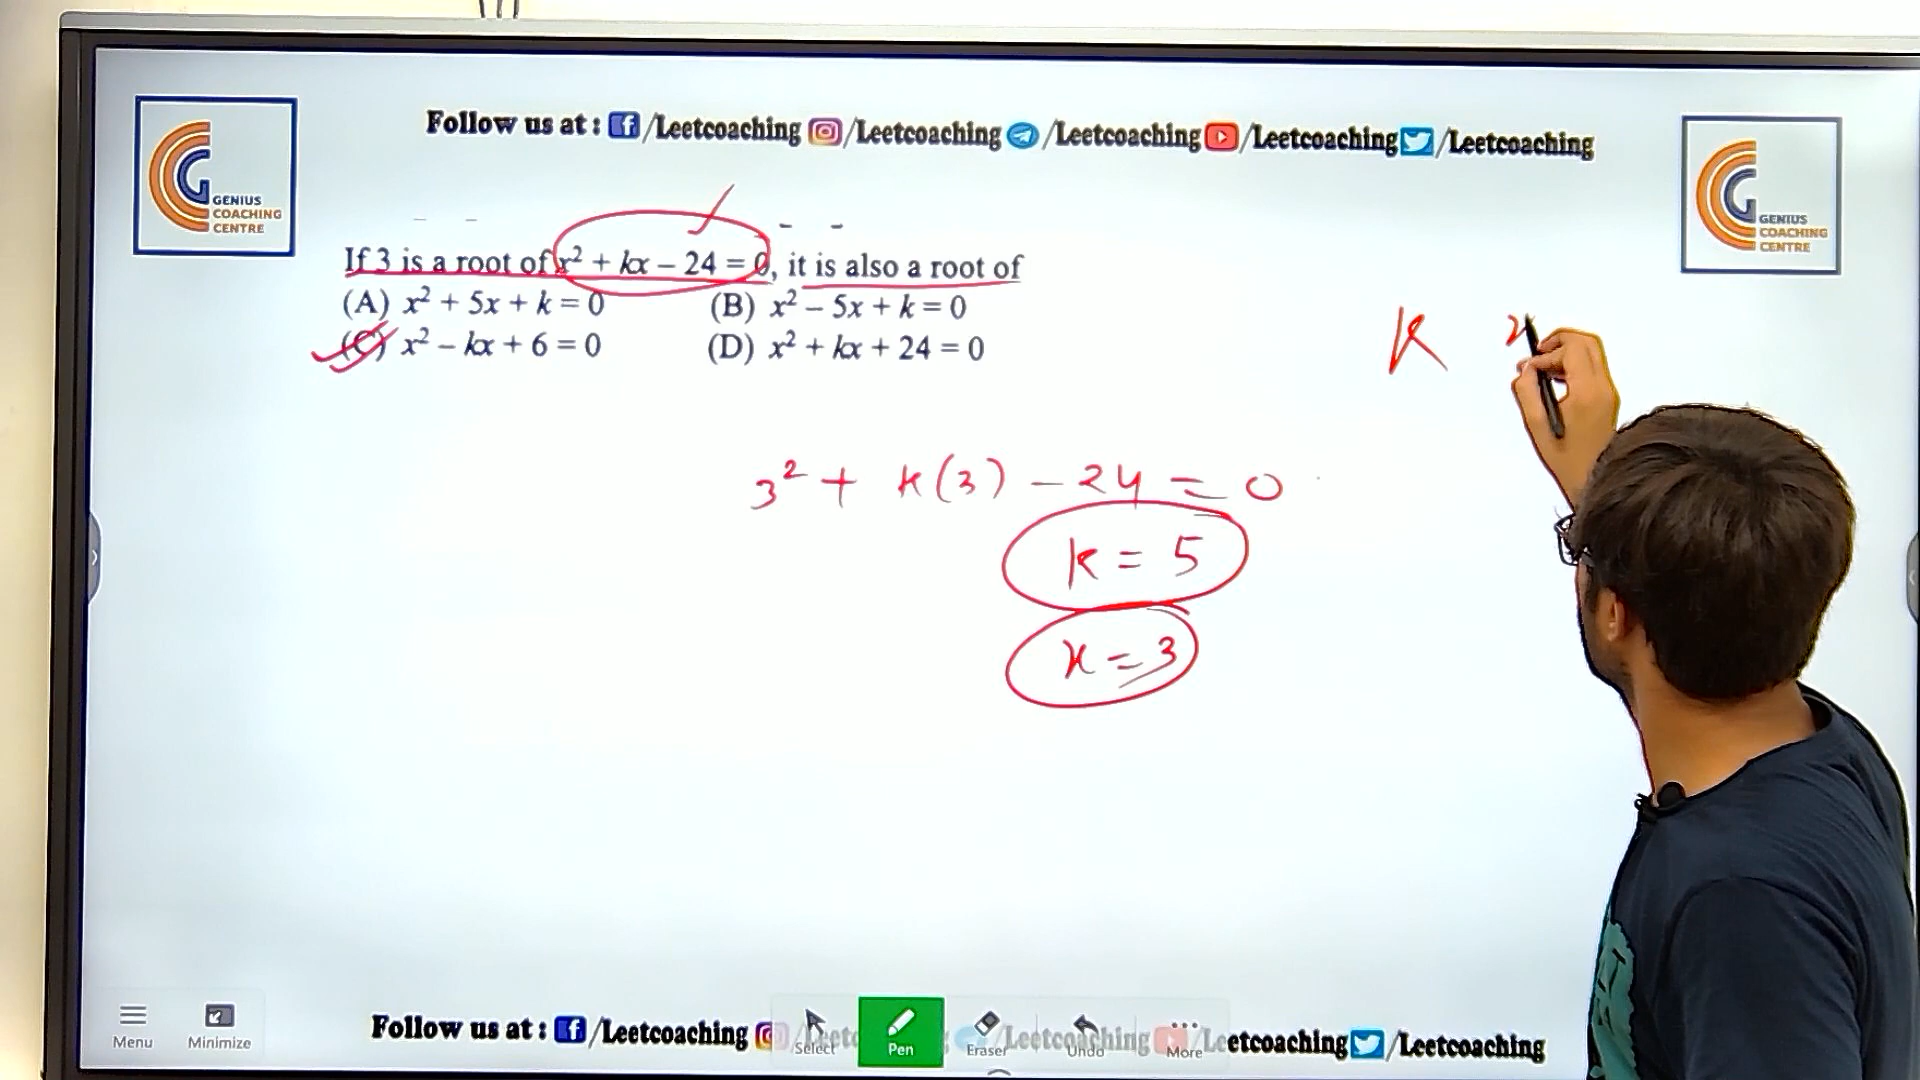 Follow us at : /Leetcoaching /Leetcoaching /Leetcoaching /Leetcoaching /Leetcoaching
GENIUS
COACHING
CENTRE
GENIUS
COACHING
CENTRE
If 3 is a root of x² + kx – 24 = 0, it is also a root of
(A) x² + 5x + k = 0 (B) x² – 5x + k = 0
(C) x² – kx + 6 = 0 (D) x² + kx + 24 = 0
K
3² + k(3) – 24 = 0
k = 5
x = 3
Menu Minimize
Follow us at : /Leetcoaching Select Pen Eraser /Leetcoaching Undo More Leetcoaching /Leetcoaching